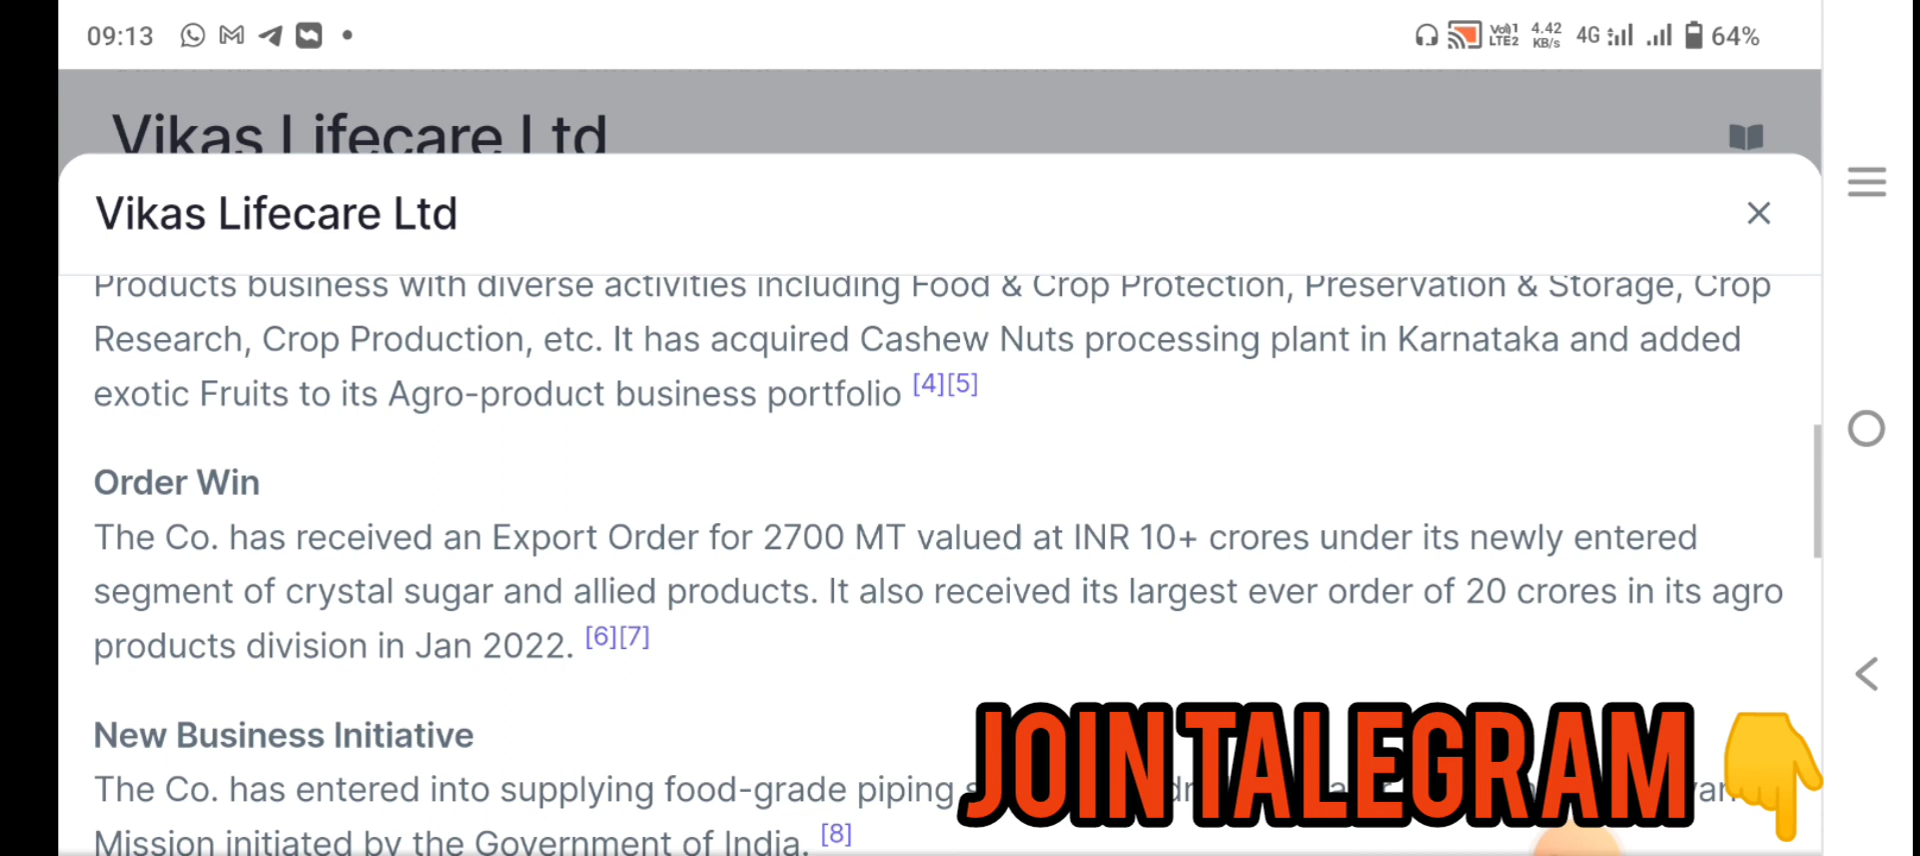 09:13
Vo))1 LTE2 4.42 KB/s 4G 64%
Vikas Lifecare Ltd
Vikas Lifecare Ltd
Products business with diverse activities including Food & Crop Protection, Preservation & Storage, Crop
Research, Crop Production, etc. It has acquired Cashew Nuts processing plant in Karnataka and added
exotic Fruits to its Agro-product business portfolio [4][5]
Order Win
The Co. has received an Export Order for 2700 MT valued at INR 10+ crores under its newly entered
segment of crystal sugar and allied products. It also received its largest ever order of 20 crores in its agro
products division in Jan 2022. [6][7]
New Business Initiative
The Co. has entered into supplying food-grade piping
Mission initiated by the Government of India. [8]
JOIN TALEGRAM